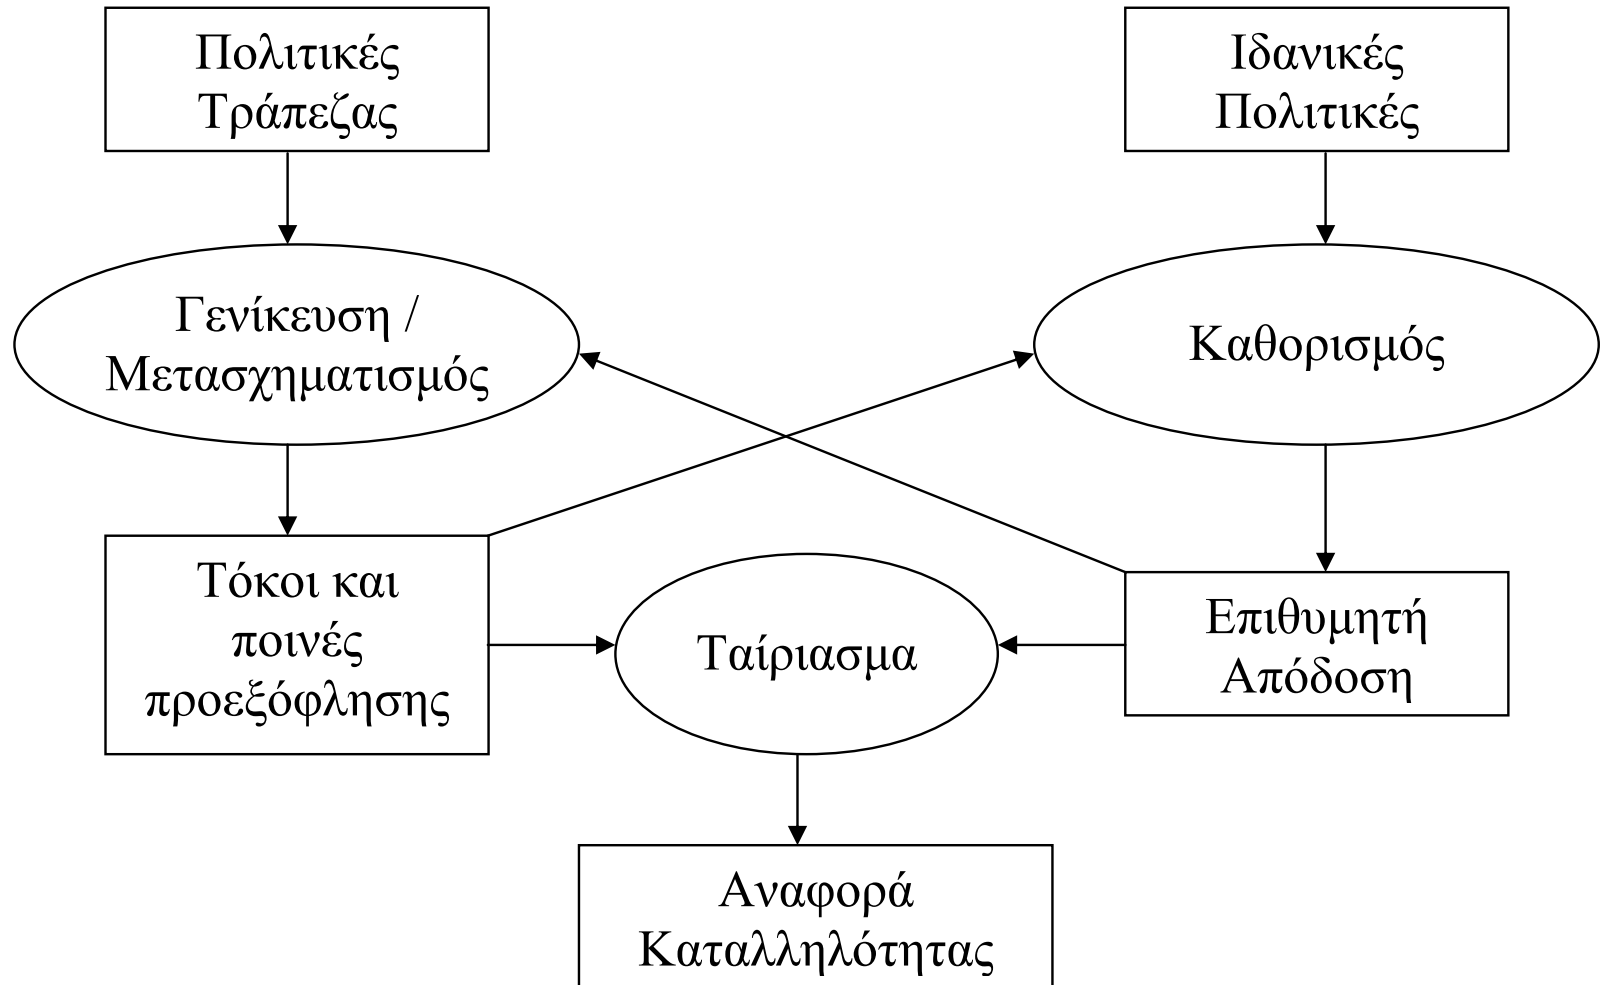 Πολιτικές
Τράπεζας
Ιδανικές
Πολιτικές
Γενίκευση /
Μετασχηματισμός
Καθορισμός
Τόκοι και
ποινές
προεξόφλησης
Ταίριασμα
Επιθυμητή
Απόδοση
Αναφορά
Καταλληλότητας